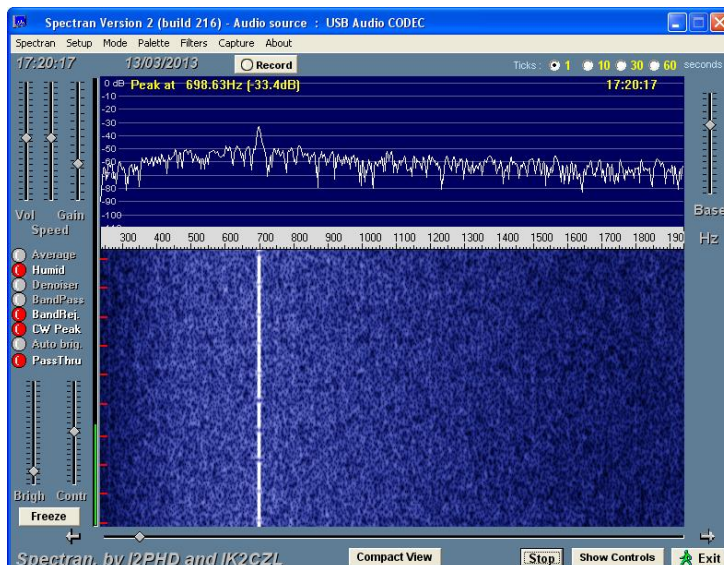 Spectran Version 2 (build 216) - Audio source : USB Audio CODEC
Spectran Setup Mode Palette Filters Capture About
17:20:17 13/03/2013 Record Ticks : 1 10 30 60 seconds
0 dB Peak at 698.63Hz (-33.4dB) 17:20:17
-10
-20
-30
-40
-50
-60
-70
-80
-90
-100
Vol Gain
Speed
Base
300 400 500 600 700 800 900 1000 1100 1200 1300 1400 1500 1600 1700 1800 190
Hz
Average
Humid
Denoiser
BandPass
BandRej.
CW Peak
Auto brig.
PassThru
Brigh Contr
Freeze
Spectran, by I2PHD and IK2CZL Compact View Stop Show Controls Exit